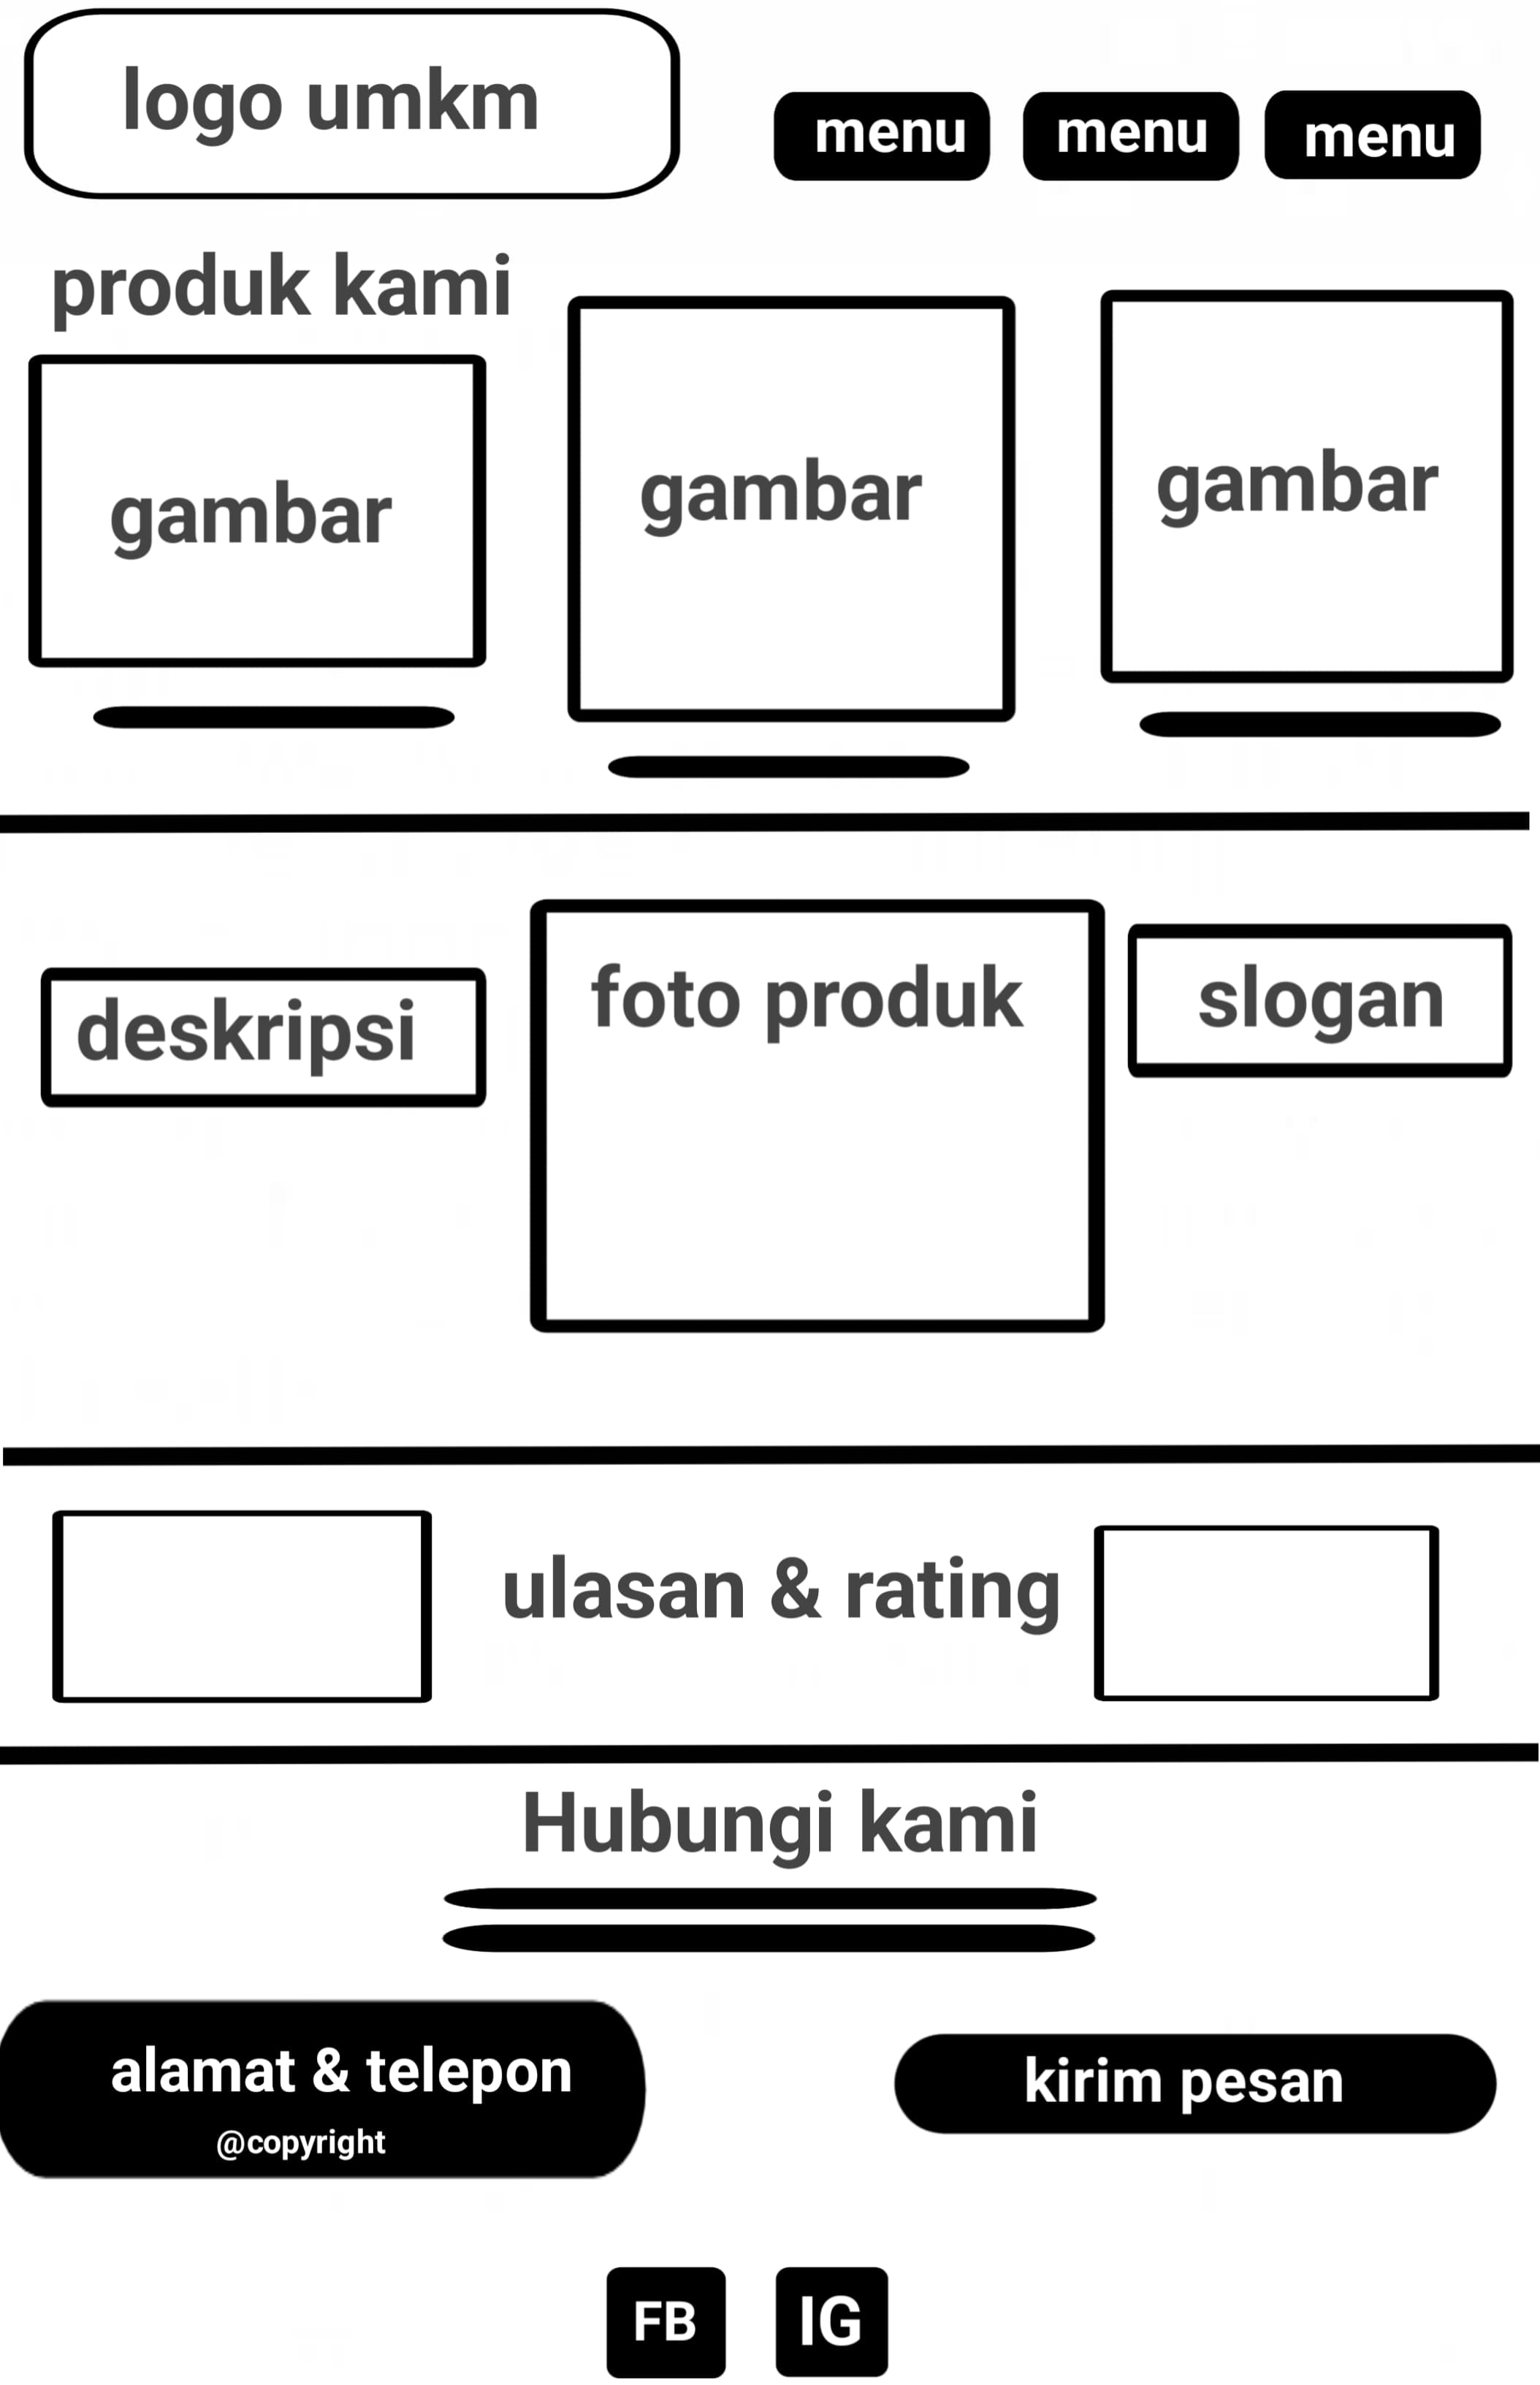 logo umkm
menu menu menu
produk kami
gambar gambar gambar
deskripsi foto produk slogan
ulasan & rating
Hubungi kami
alamat & telepon
@copyright
kirim pesan
FB IG